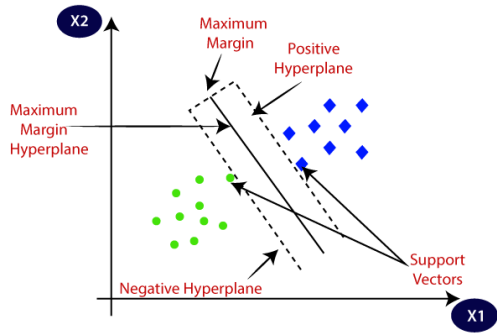 X2
Maximum
Margin
Positive
Hyperplane
Maximum
Margin
Hyperplane
Support
Vectors
Negative Hyperplane
X1